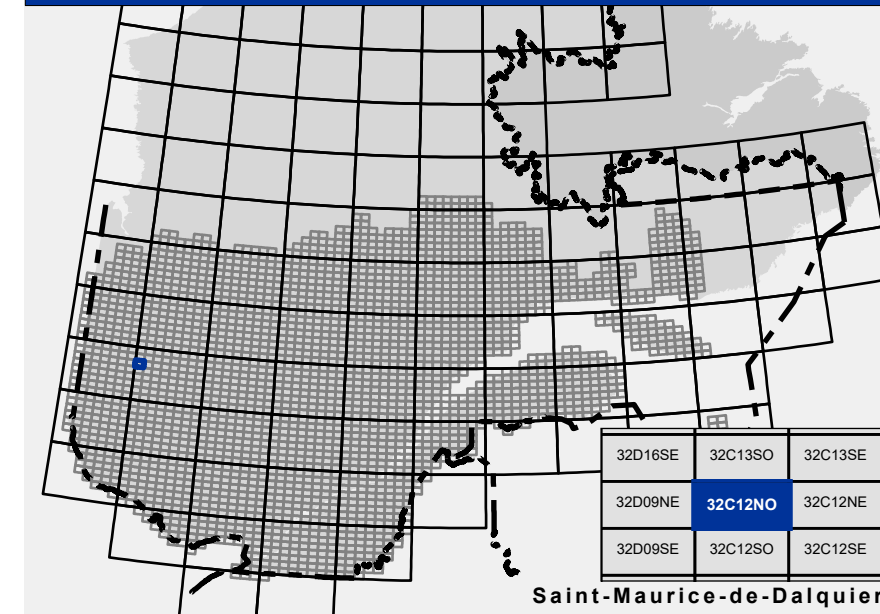 32D16SE 32C13SO 32C13SE
32D09NE 32C12NO 32C12NE
32D09SE 32C12SO 32C12SE
Saint-Maurice-de-Dalquier